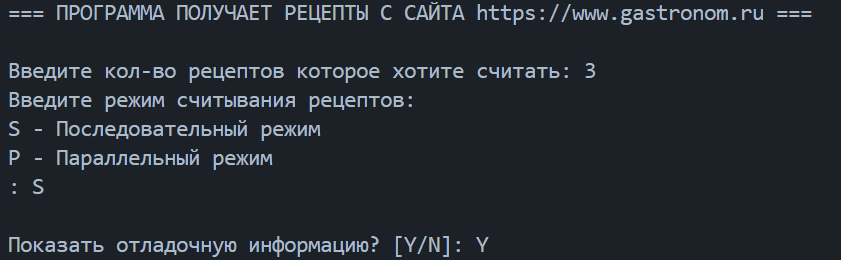 === ПРОГРАММА ПОЛУЧАЕТ РЕЦЕПТЫ С САЙТА https://www.gastronom.ru ===
Введите кол-во рецептов которое хотите считать: 3
Введите режим считывания рецептов:
S - Последовательный режим
P - Параллельный режим
: S
Показать отладочную информацию? [Y/N]: Y